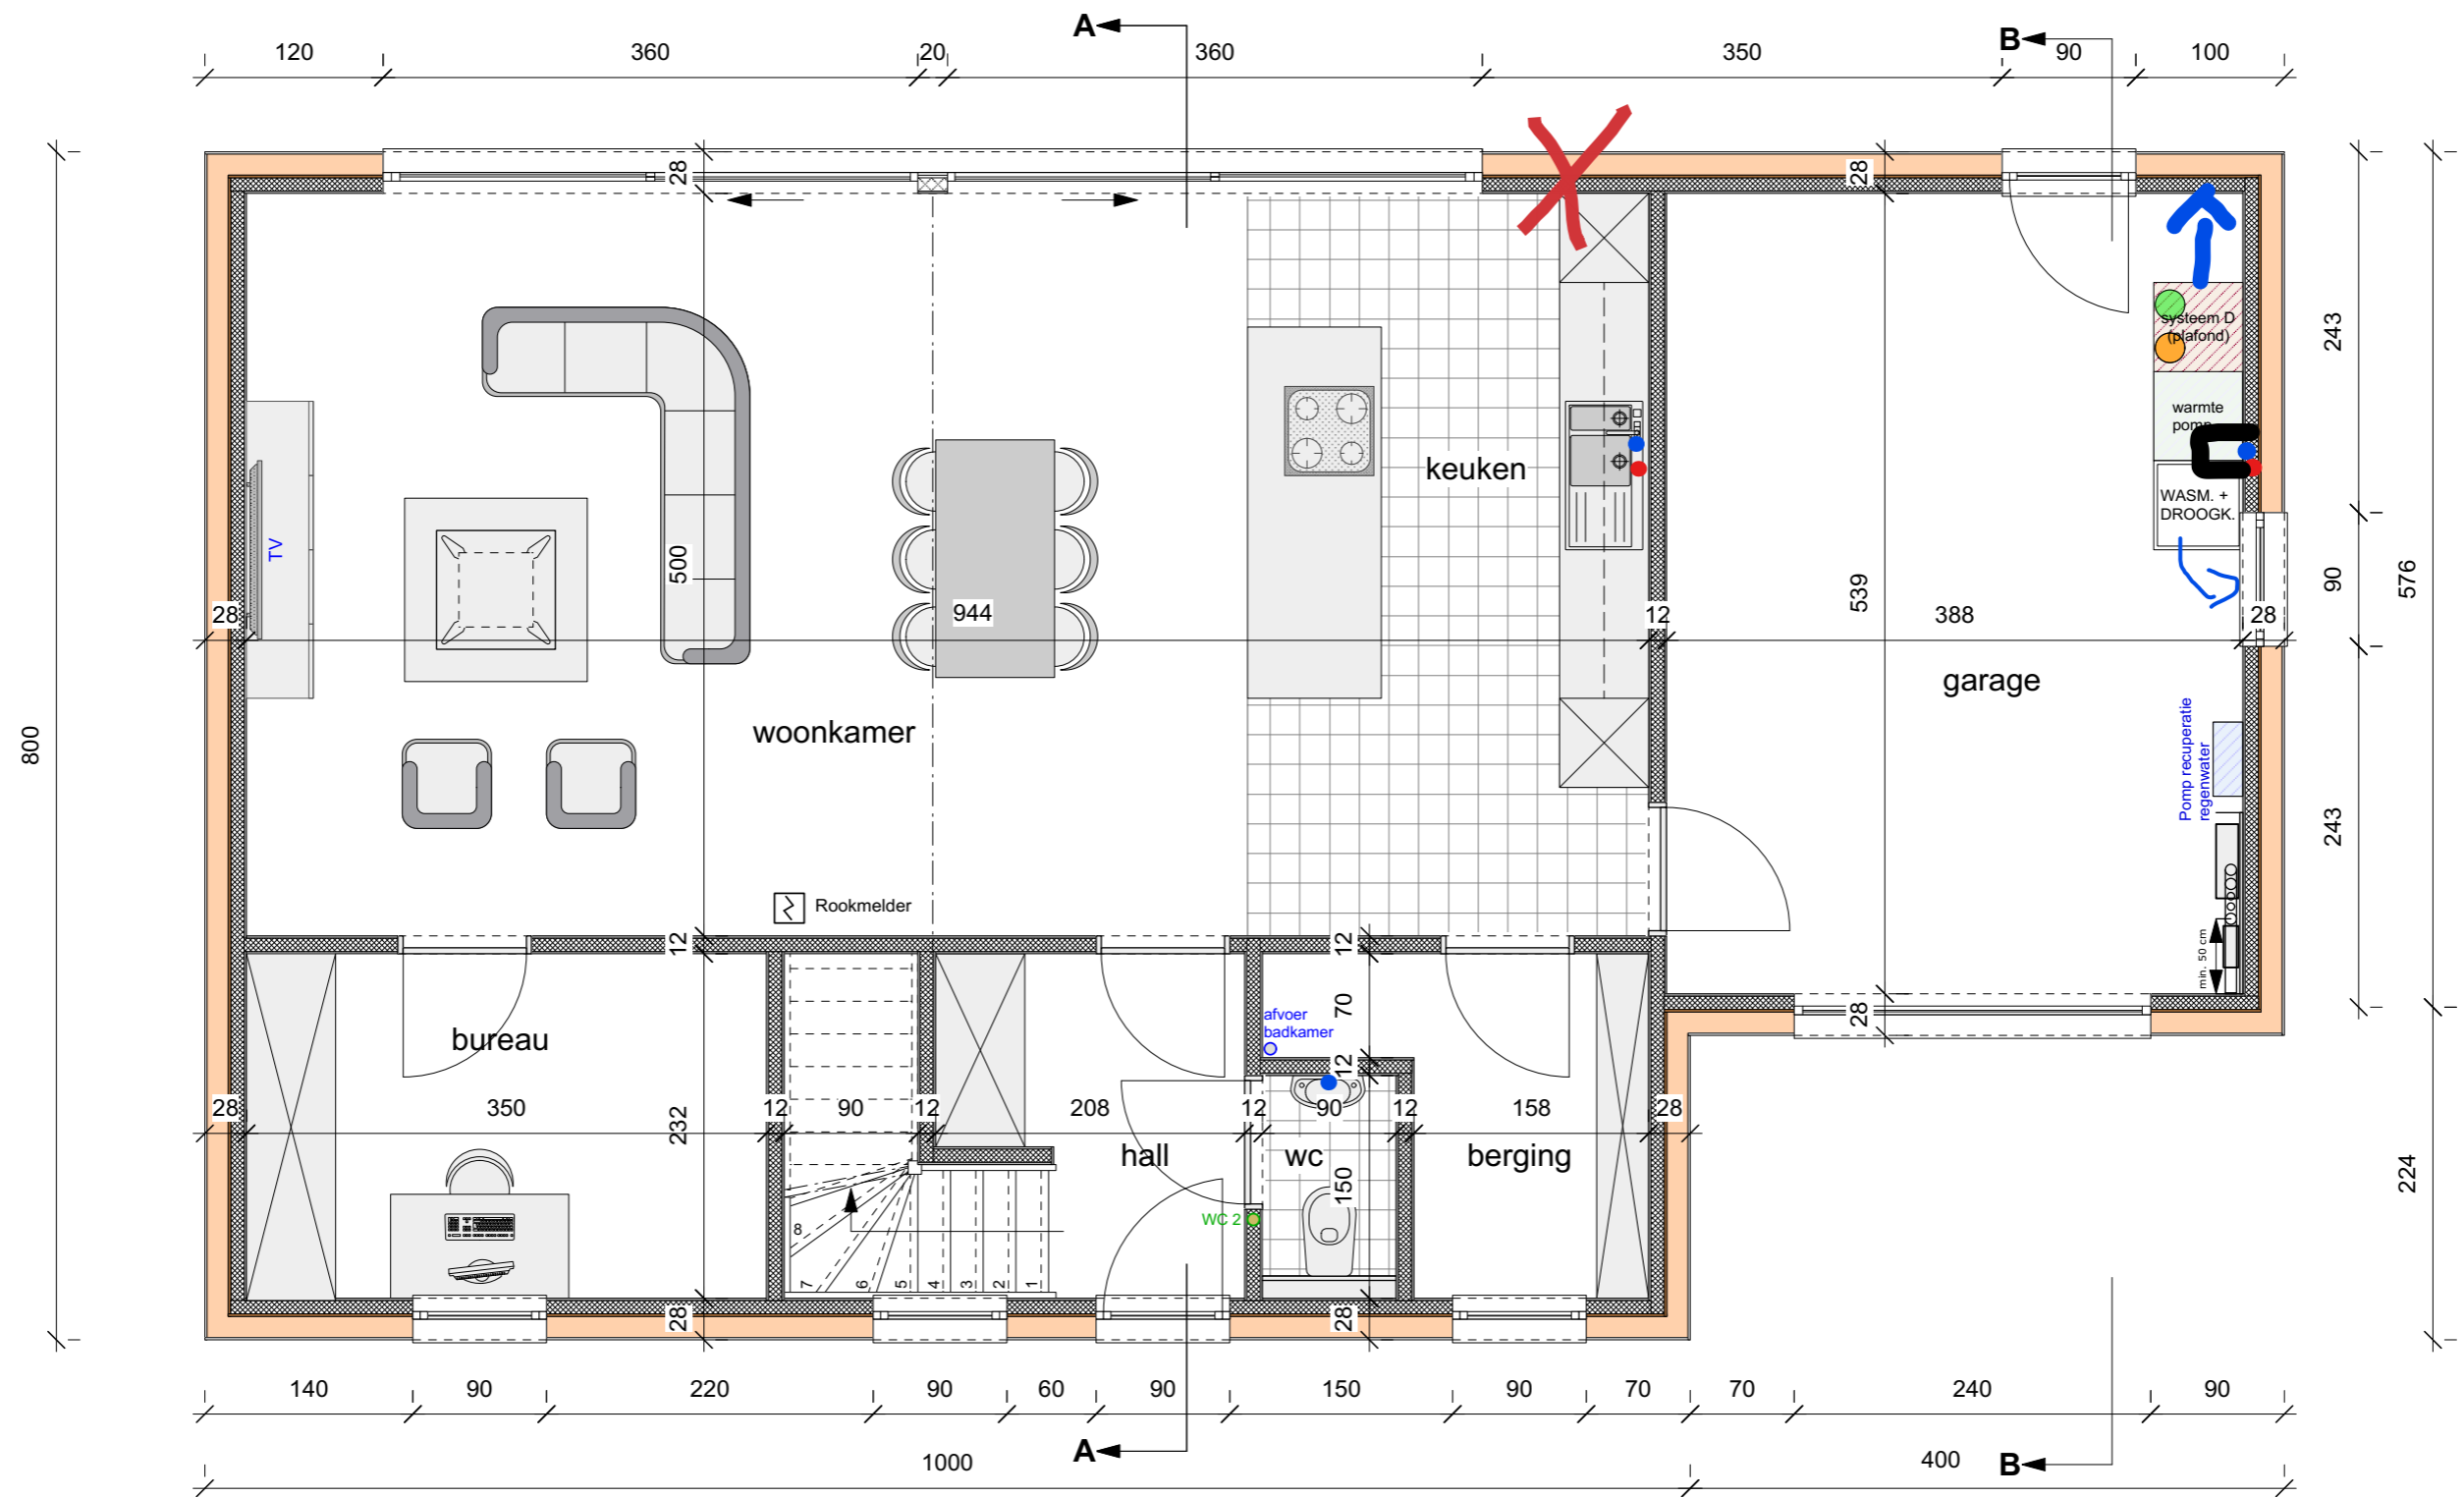 A
B
120
360
20
360
350
90
100
28
28
systeem D
(plafond)
warmte
pomp
keuken
WASM. +
DROOGK.
TV
500
243
90
576
539
28
944
12
388
28
garage
woonkamer
800
Pomp recuperatie
regenwater
243
Rookmelder
12
12
min. 50 cm
70
afvoer
badkamer
28
bureau
12
28
350
232
12
90
12
208
12
90
12
158
28
hall
wc
berging
150
224
WC 2
8
7
6
5
4
3
2
1
28
28
140
90
220
90
60
90
150
90
70
70
240
90
A
1000
400
B